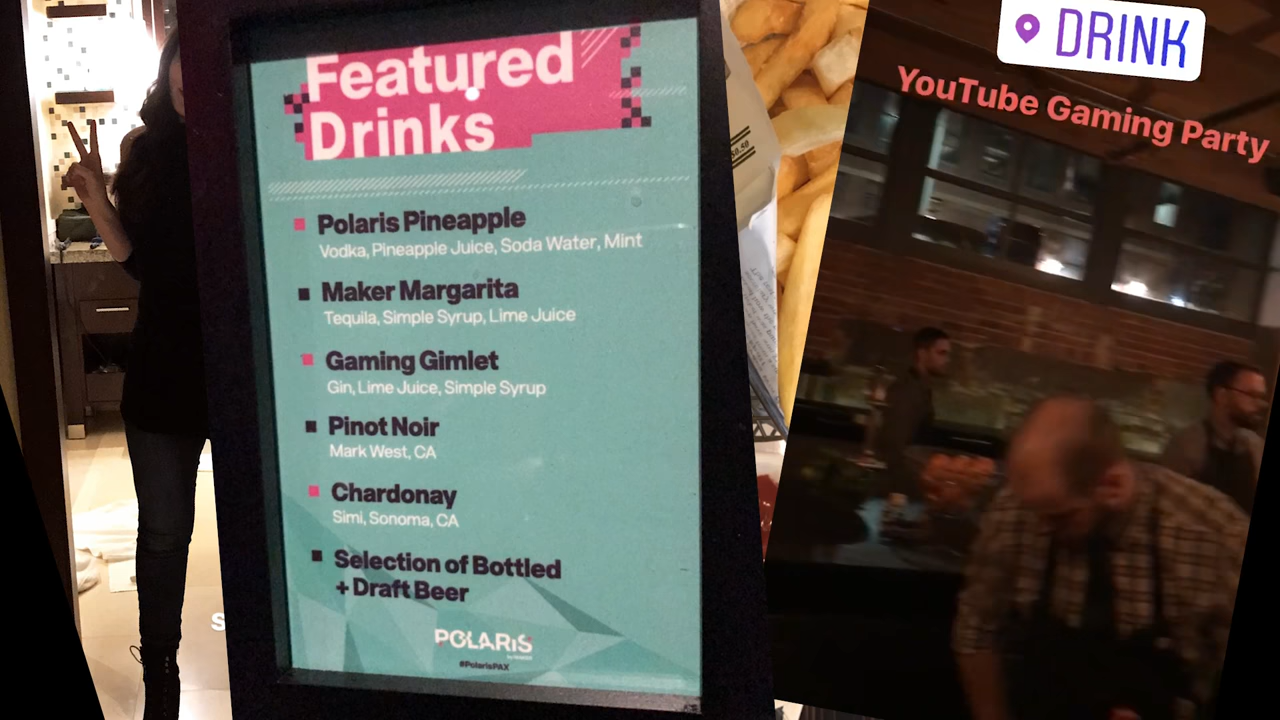 Featured
Drinks
Polaris Pineapple
Vodka, Pineapple Juice, Soda Water, Mint
Maker Margarita
Tequila, Simple Syrup, Lime Juice
Gaming Gimlet
Gin, Lime Juice, Simple Syrup
Pinot Noir
Mark West, CA
Chardonay
Simi, Sonoma, CA
Selection of Bottled
+ Draft Beer
POLARIS
#PolarisPAX
$0.50
S
DRINK
YouTube Gaming Party